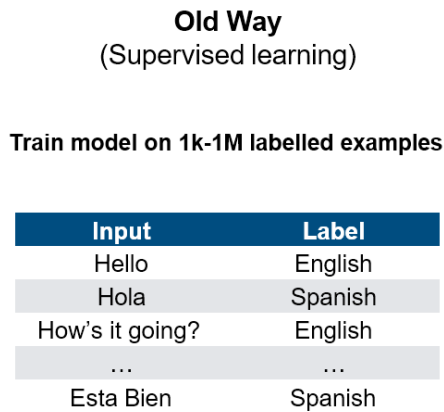 Old Way
(Supervised learning)
Train model on 1k-1M labelled examples
Input Label
Hello English
Hola Spanish
How's it going? English
… …
Esta Bien Spanish